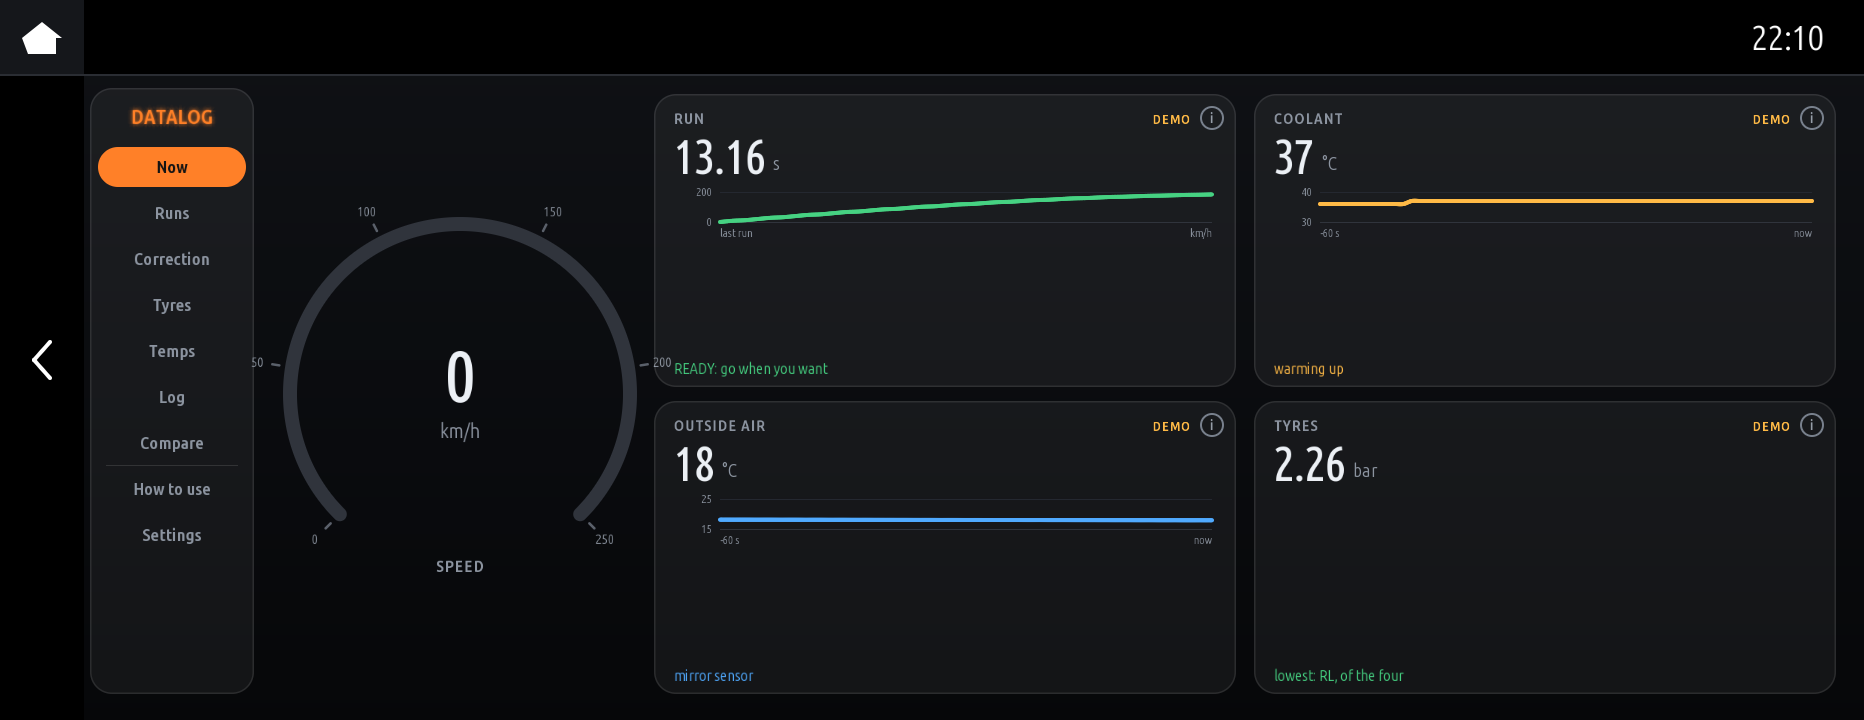 22:10
DATALOG
Now
Runs
Correction
Tyres
Temps
Log
Compare
How to use
Settings
0
50
100
150
200
250
0
km/h
SPEED
RUN
DEMO
i
13.16 s
200
0
last run
km/h
READY: go when you want
COOLANT
DEMO
i
37 °C
40
30
-60 s
now
warming up
OUTSIDE AIR
DEMO
i
18 °C
25
15
-60 s
now
mirror sensor
TYRES
DEMO
i
2.26 bar
lowest: RL, of the four